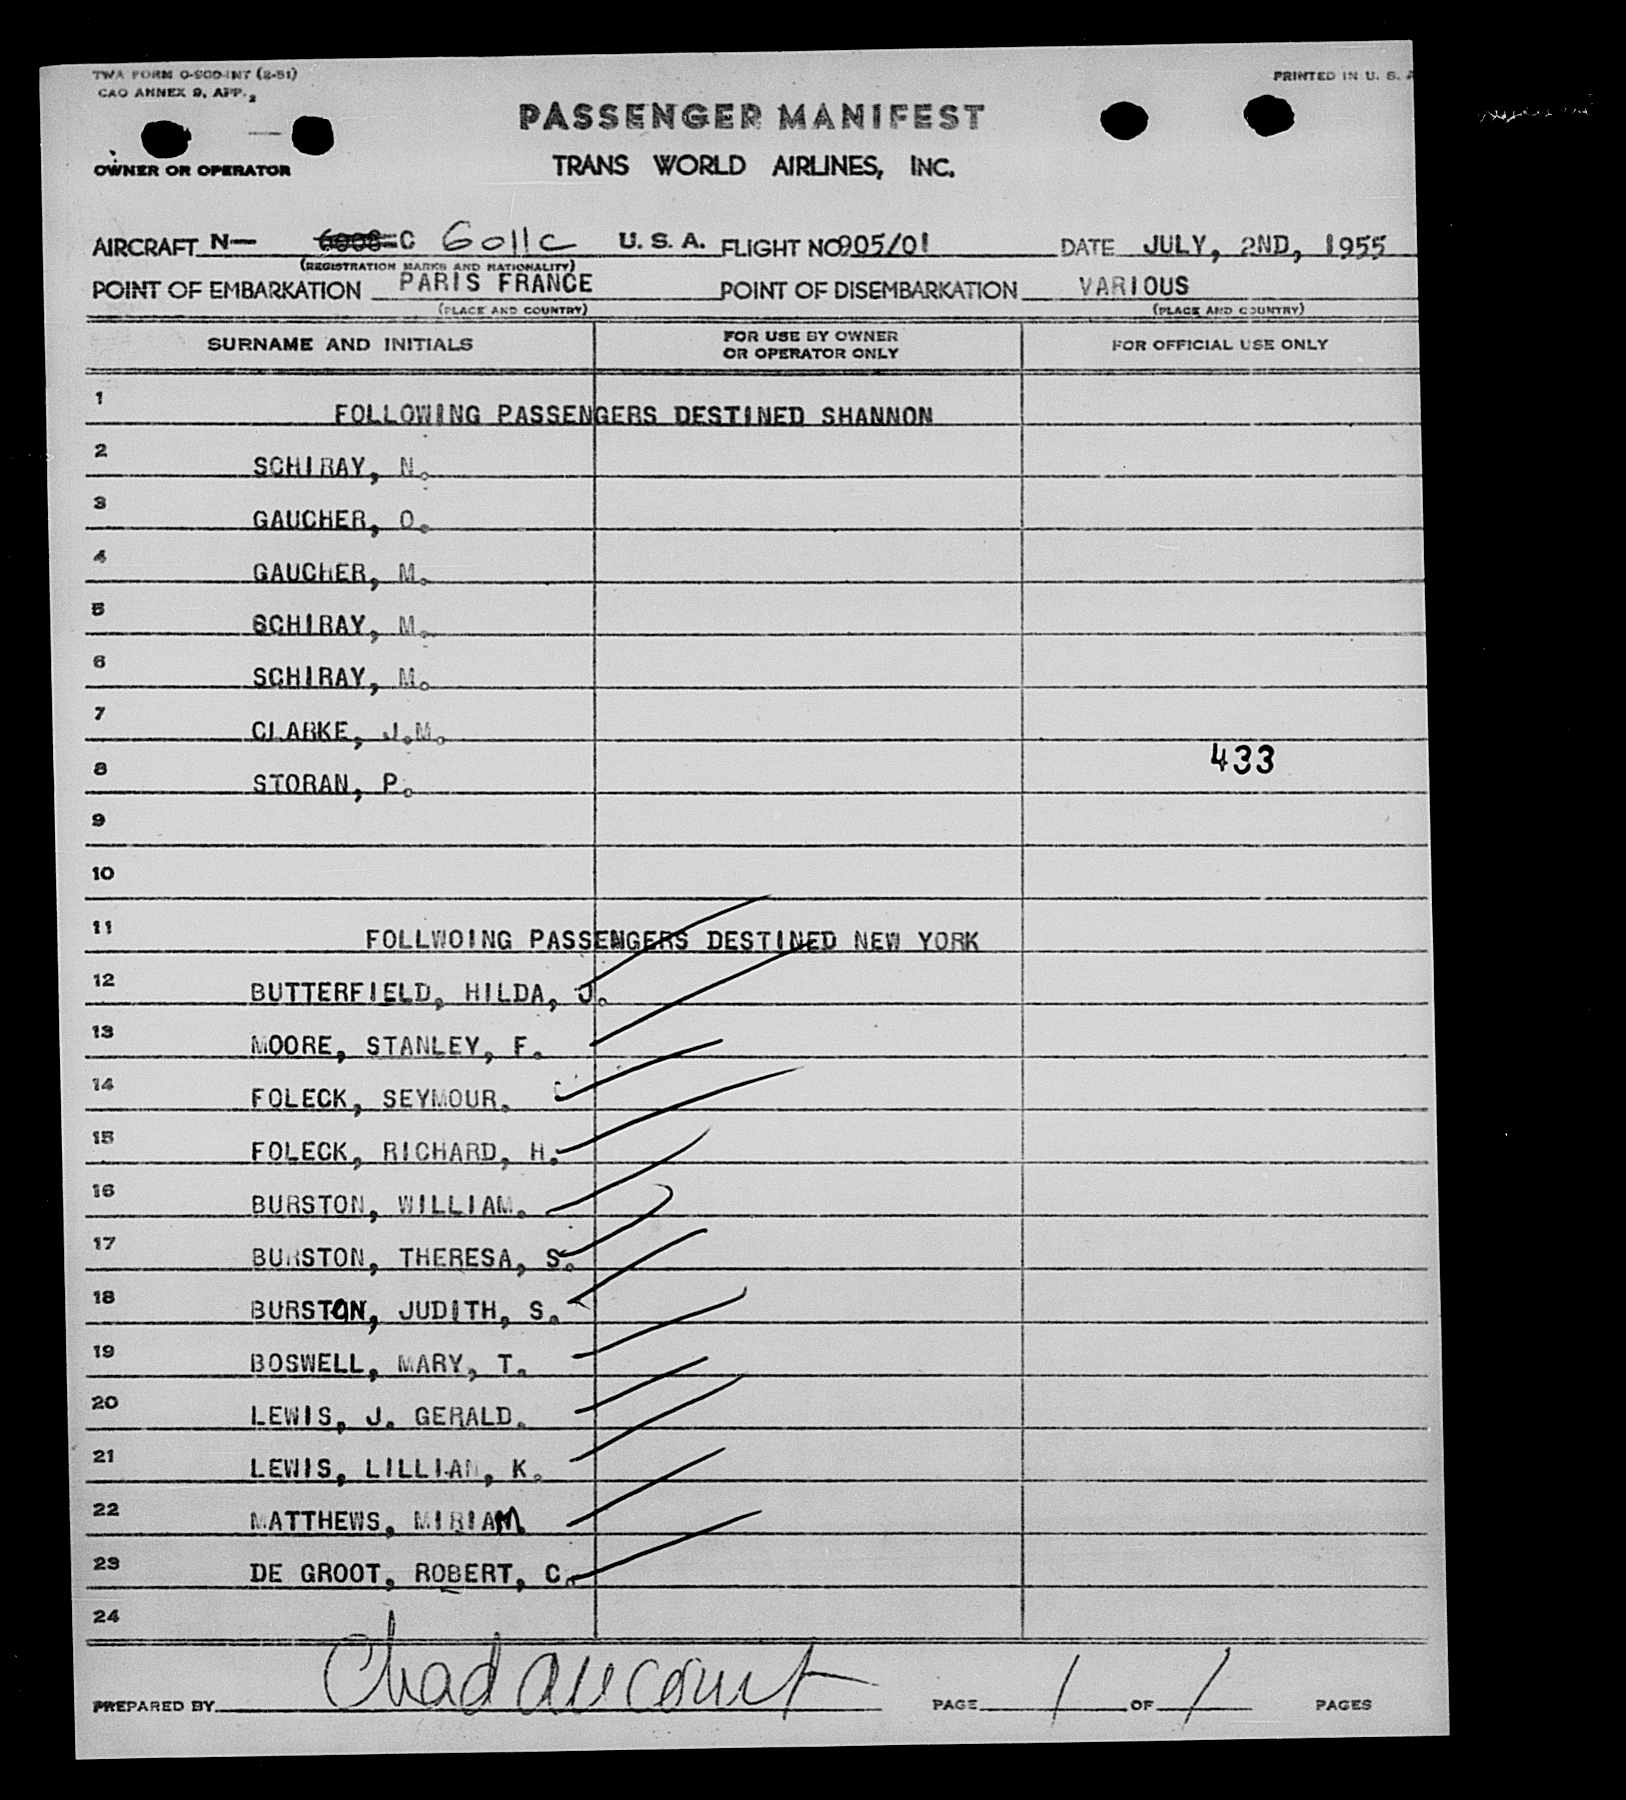 TWA FORM O-900-INT (2-51)
PRINTED IN U. S. A
CAO ANNEX 9, APP. 2
PASSENGER MANIFEST
OWNER OR OPERATOR
TRANS WORLD AIRLINES, INC.
AIRCRAFT N— 6008-C 6011C U. S. A. FLIGHT NO 905/01 DATE JULY, 2ND, 1955
(REGISTRATION MARKS AND NATIONALITY)
POINT OF EMBARKATION PARIS FRANCE POINT OF DISEMBARKATION VARIOUS
(PLACE AND COUNTRY) (PLACE AND COUNTRY)
SURNAME AND INITIALS FOR USE BY OWNER OR OPERATOR ONLY FOR OFFICIAL USE ONLY
1 FOLLOWING PASSENGERS DESTINED SHANNON
2 SCHIRAY, N.
3 GAUCHER, O.
4 GAUCHER, M.
5 SCHIRAY, M.
6 SCHIRAY, M.
7 CLARKE, J.M.
433
8 STORAN, P.
9
10
11 FOLLWOING PASSENGERS DESTINED NEW YORK
12 BUTTERFIELD, HILDA, J.
13 MOORE, STANLEY, F.
14 FOLECK, SEYMOUR.
15 FOLECK, RICHARD, H.
16 BURSTON, WILLIAM.
17 BURSTON, THERESA, S.
18 BURSTON, JUDITH, S.
19 BOSWELL, MARY, T.
20 LEWIS, J. GERALD.
21 LEWIS, LILLIAN, K.
22 MATTHEWS, MIRIAM
23 DE GROOT, ROBERT, C.
24
PREPARED BY PAGE 1 OF 1 PAGES